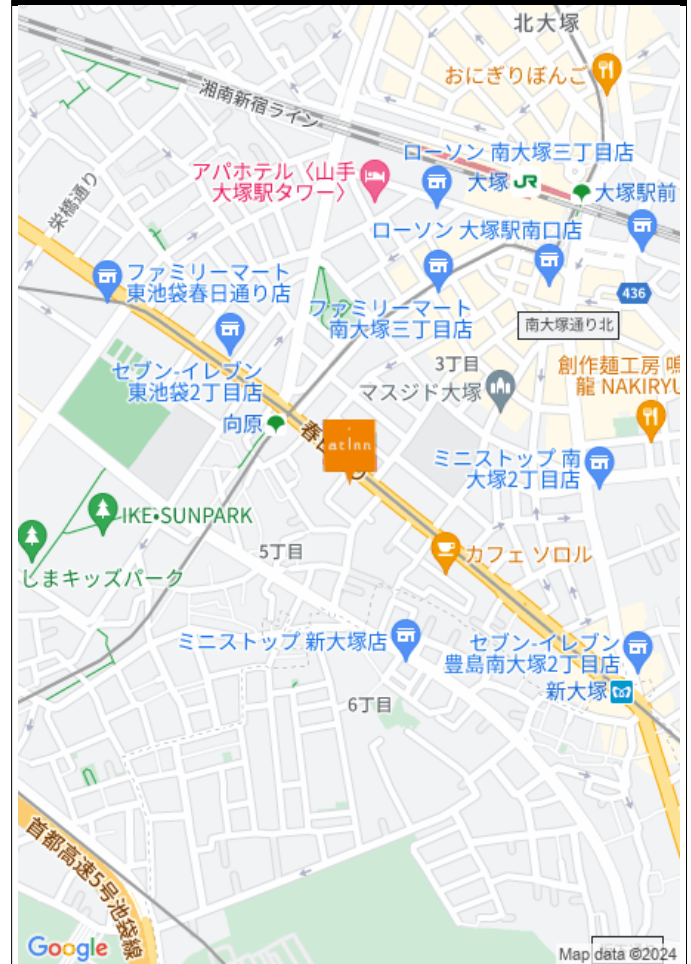 北大塚
おにぎりぼんご
湘南新宿ライン
ローソン 南大塚三丁目店
アパホテル〈山手
大塚駅タワー〉
大塚 JR
大塚駅前
栄橋通り
ローソン 大塚駅南口店
ファミリーマート
東池袋春日通り店
436
ファミリーマート
南大塚三丁目店
南大塚通り北
セブン-イレブン
東池袋2丁目店
3丁目
マスジド大塚
創作麺工房 鳴
龍 NAKIRYU
向原
at inn
ミニストップ 南
大塚2丁目店
IKE•SUNPARK
5丁目
カフェ ソロル
しまキッズパーク
ミニストップ 新大塚店
セブン-イレブン
豊島南大塚2丁目店
新大塚
6丁目
首都高速5号池袋線
Google
Map data ©2024